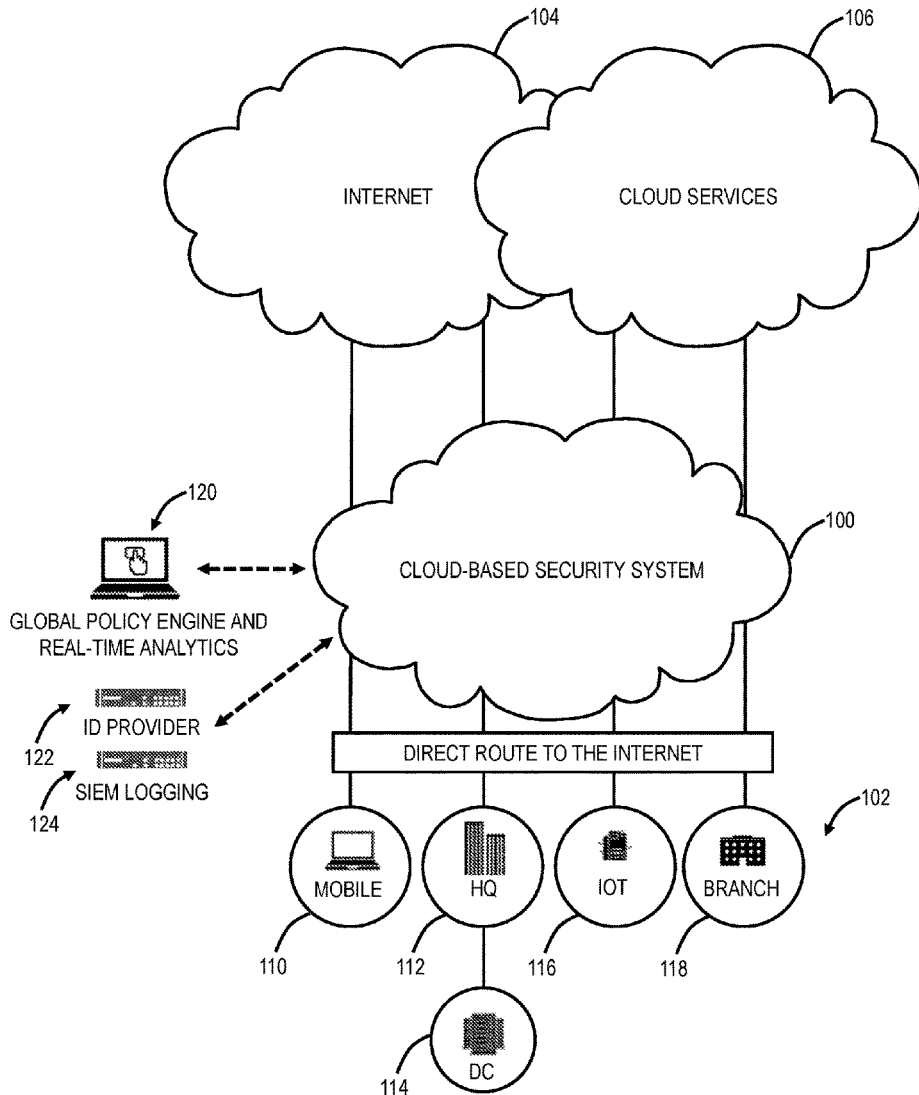 104
106
INTERNET
CLOUD SERVICES
120
100
CLOUD-BASED SECURITY SYSTEM
GLOBAL POLICY ENGINE AND
REAL-TIME ANALYTICS
ID PROVIDER
122
DIRECT ROUTE TO THE INTERNET
SIEM LOGGING
124
102
MOBILE
HQ
IOT
BRANCH
110
112
116
118
DC
114